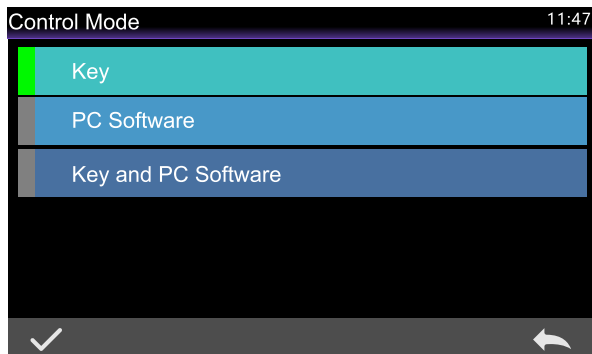 Control Mode
11:47
Key
PC Software
Key and PC Software